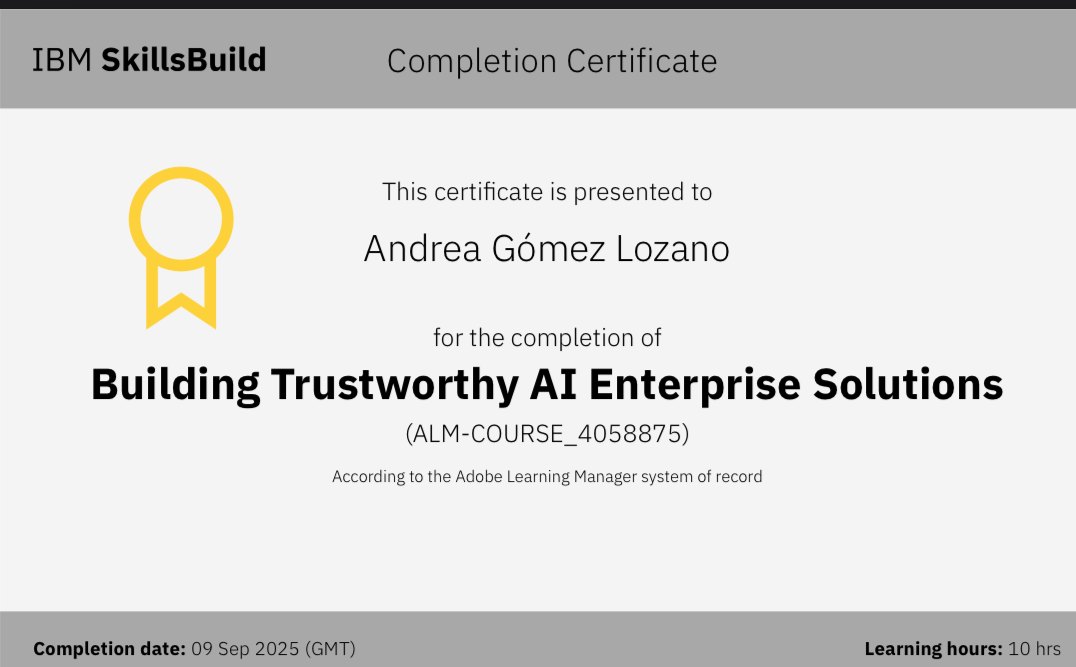 IBM SkillsBuild
Completion Certificate
This certificate is presented to
Andrea Gómez Lozano
for the completion of
Building Trustworthy AI Enterprise Solutions
(ALM-COURSE_4058875)
According to the Adobe Learning Manager system of record
Completion date: 09 Sep 2025 (GMT)
Learning hours: 10 hrs